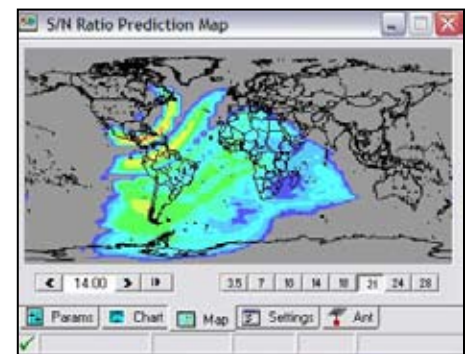 S/N Ratio Prediction Map
14:00
3.5 7 10 14 18 21 24 28
Params Chart Map Settings Ant